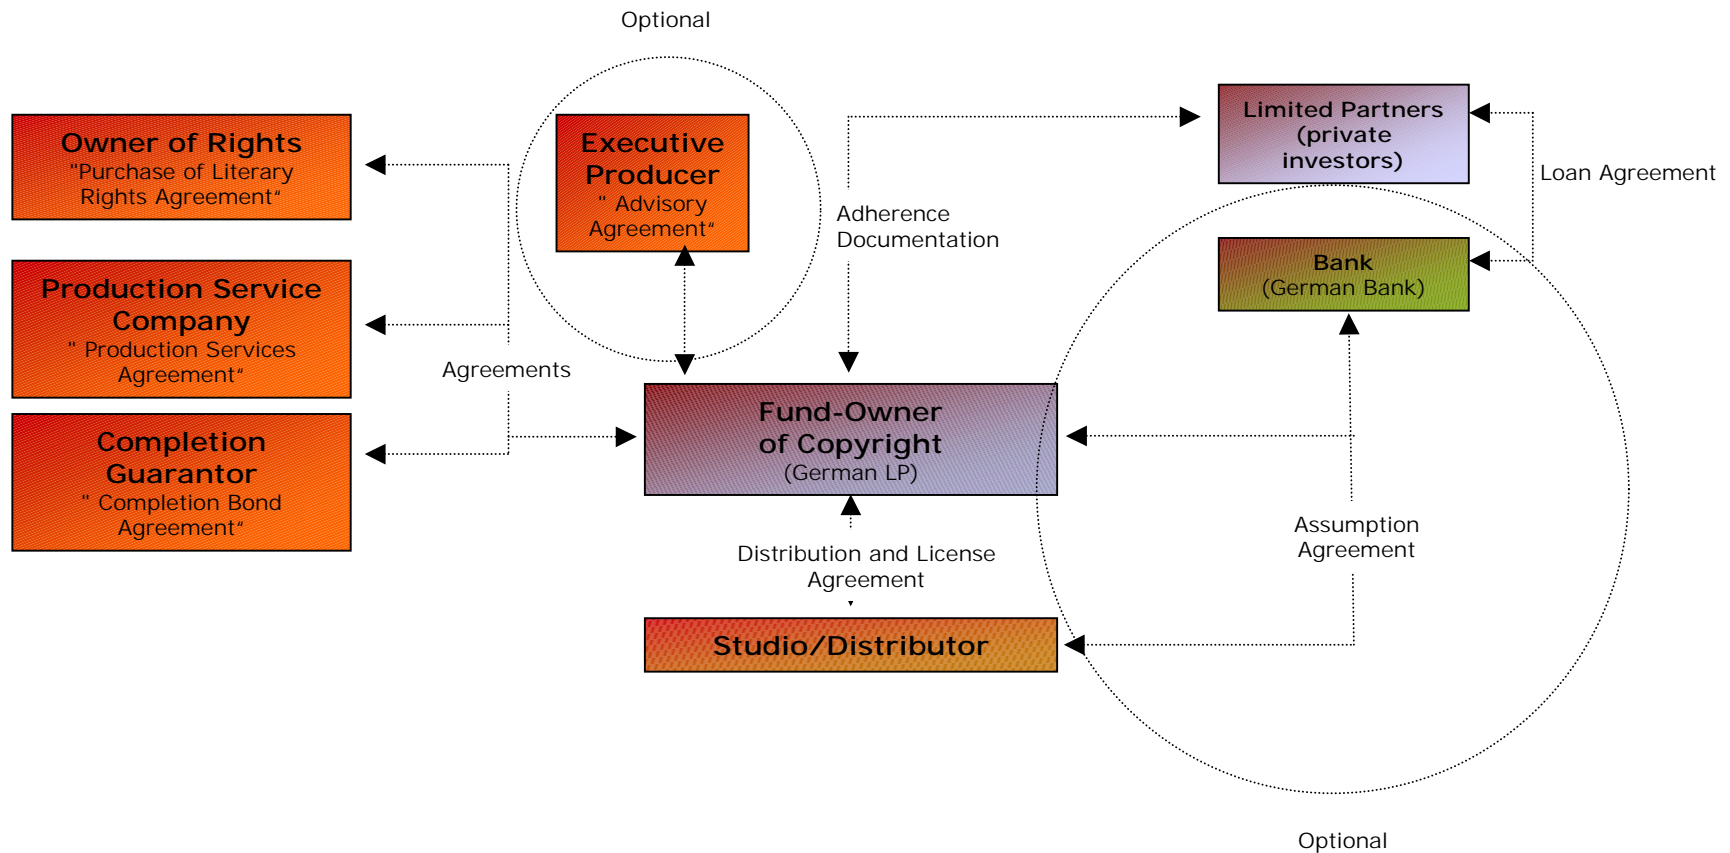 Optional
Owner of Rights
"Purchase of Literary
Rights Agreement“
Production Service
Company
" Production Services
Agreement“
Completion
Guarantor
" Completion Bond
Agreement“
Agreements
Executive
Producer
" Advisory
Agreement“
Adherence
Documentation
Limited Partners
(private
investors)
Loan Agreement
Bank
(German Bank)
Fund-Owner
of Copyright
(German LP)
Distribution and License
Agreement
Assumption
Agreement
Studio/Distributor
Optional